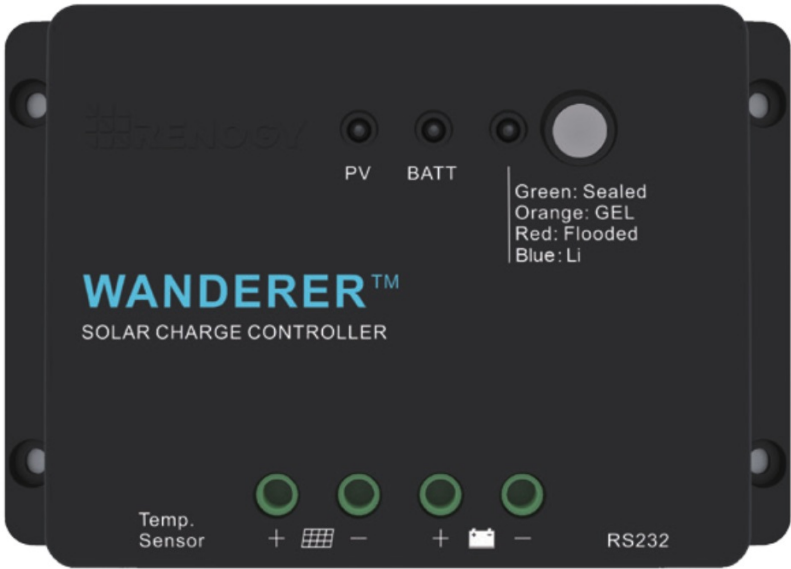 RENOGY
PV BATT
Green: Sealed
Orange: GEL
Red: Flooded
Blue: Li
WANDERER™
SOLAR CHARGE CONTROLLER
Temp.
Sensor + - + - RS232